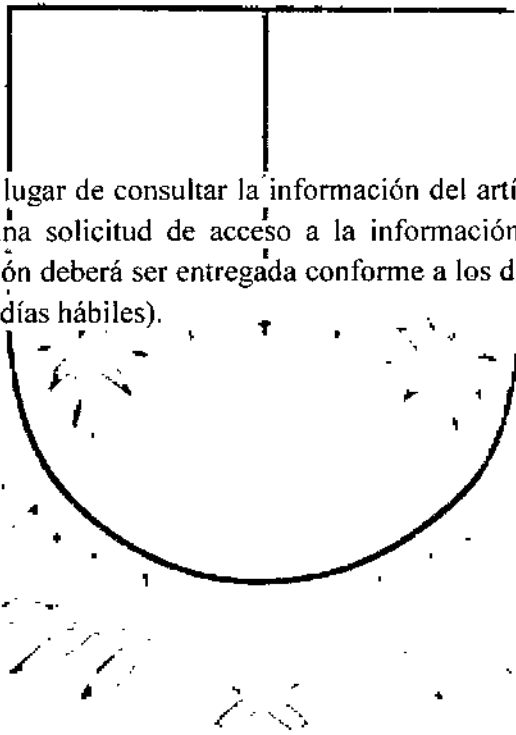 lugar de consultar la información del artí
na solicitud de acceso a la información
ón deberá ser entregada conforme a los d
días hábiles).